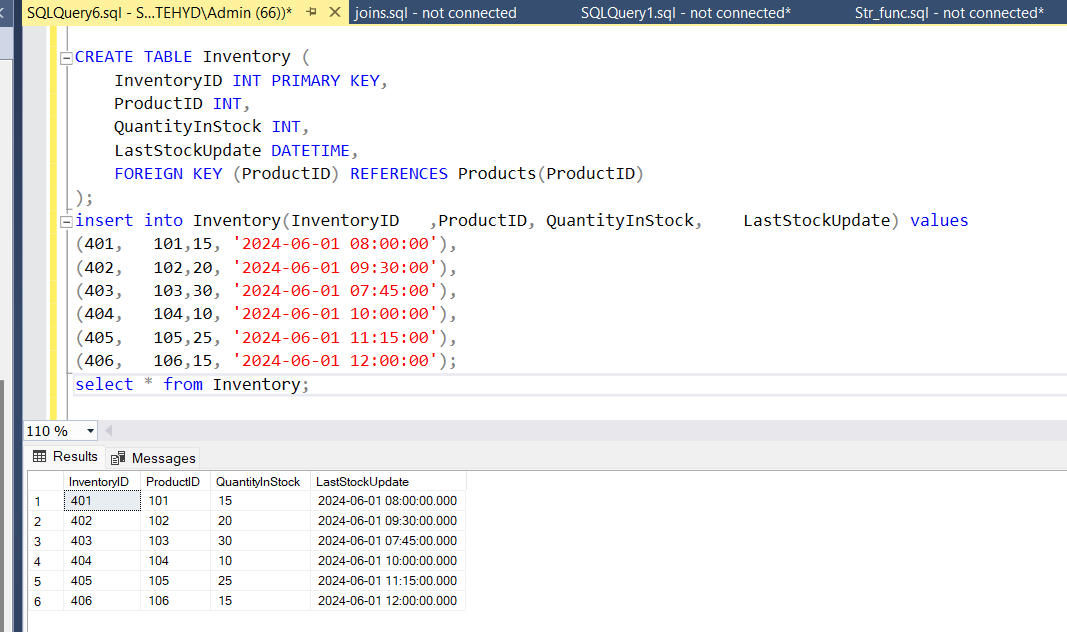 SQLQuery6.sql - S...TEHYD\Admin (66))* joins.sql - not connected SQLQuery1.sql - not connected* Str_func.sql - not connected*
CREATE TABLE Inventory (
InventoryID INT PRIMARY KEY,
ProductID INT,
QuantityInStock INT,
LastStockUpdate DATETIME,
FOREIGN KEY (ProductID) REFERENCES Products(ProductID)
);
insert into Inventory(InventoryID ,ProductID, QuantityInStock, LastStockUpdate) values
(401, 101,15, '2024-06-01 08:00:00'),
(402, 102,20, '2024-06-01 09:30:00'),
(403, 103,30, '2024-06-01 07:45:00'),
(404, 104,10, '2024-06-01 10:00:00'),
(405, 105,25, '2024-06-01 11:15:00'),
(406, 106,15, '2024-06-01 12:00:00');
select * from Inventory;
110 %
Results Messages
InventoryID ProductID QuantityInStock LastStockUpdate
1 401 101 15 2024-06-01 08:00:00.000
2 402 102 20 2024-06-01 09:30:00.000
3 403 103 30 2024-06-01 07:45:00.000
4 404 104 10 2024-06-01 10:00:00.000
5 405 105 25 2024-06-01 11:15:00.000
6 406 106 15 2024-06-01 12:00:00.000